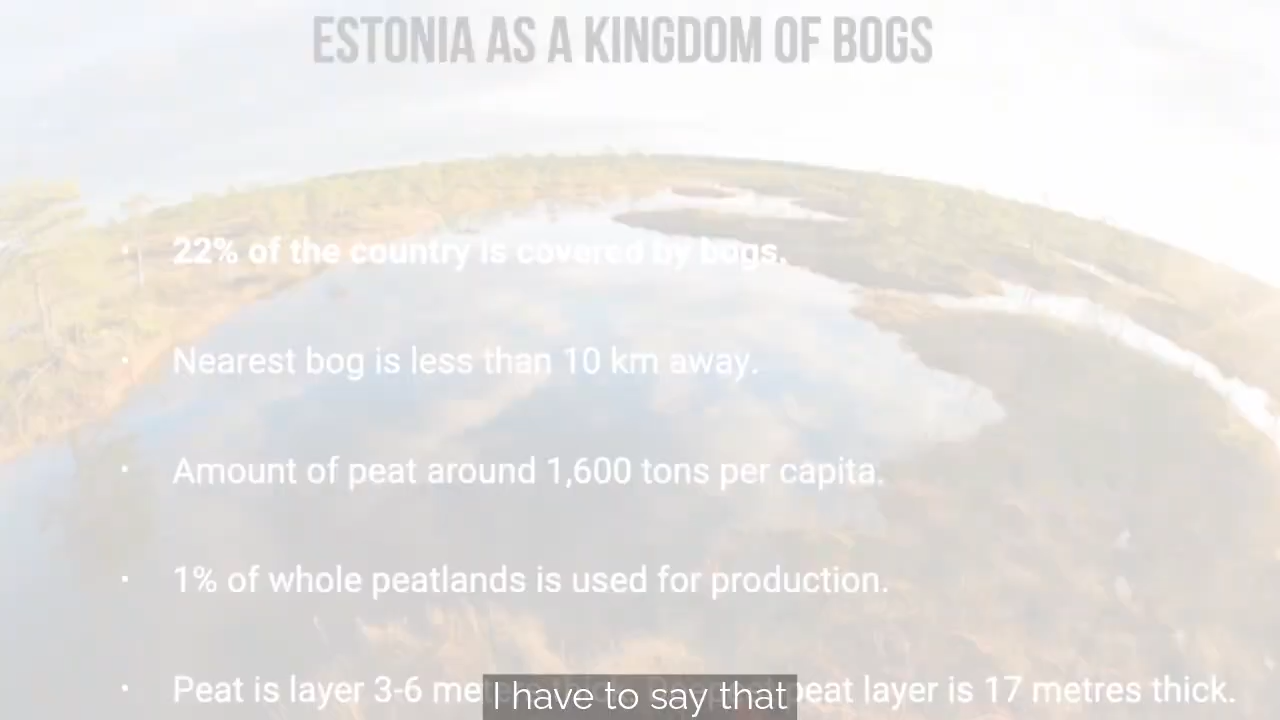 ESTONIA AS A KINGDOM OF BOGS
· 22% of the country is covered by bogs.
· Nearest bog is less than 10 km away.
· Amount of peat around 1,600 tons per capita.
· 1% of whole peatlands is used for production.
· Peat is layer 3-6 peat layer is 17 metres thick.
I have to say that